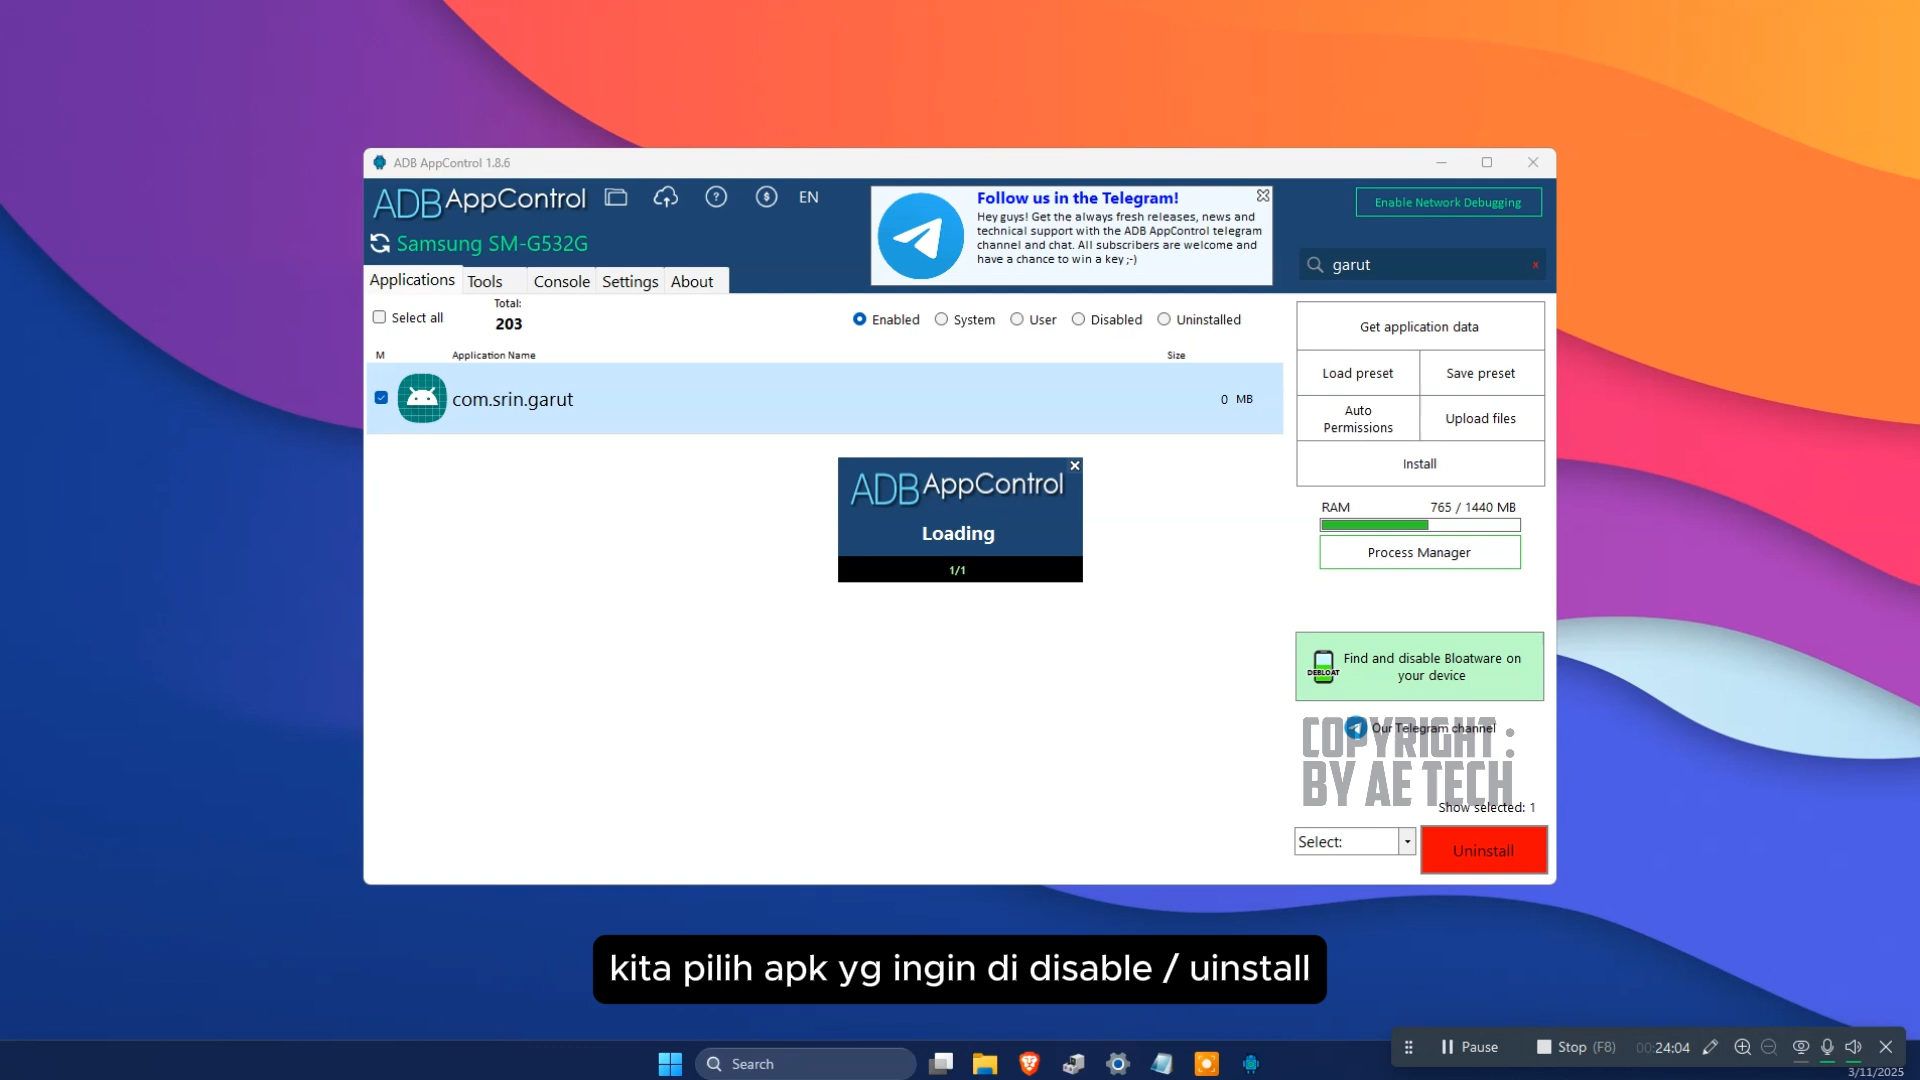 ADB AppControl 1.8.6
ADB AppControl
EN
Samsung SM-G532G
Follow us in the Telegram!
Hey guys! Get the always fresh releases, news and
technical support with the ADB AppControl telegram
channel and chat. All subscribers are welcome and
have a chance to win a key ;-)
Enable Network Debugging
garut
x
Applications
Tools
Console
Settings
About
Select all
Total:
203
Enabled
System
User
Disabled
Uninstalled
M
Application Name
Size
com.srin.garut
0 MB
ADB AppControl
Loading
1/1
Get application data
Load preset
Save preset
Auto
Permissions
Upload files
Install
RAM
765 / 1440 MB
Process Manager
DEBLOAT
Find and disable Bloatware on
your device
Our Telegram channel
COPYRIGHT :
BY AE TECH
Show selected: 1
Select:
Uninstall
kita pilih apk yg ingin di disable / uinstall
Search
Pause
Stop (F8)
00:24:04
3/11/2025